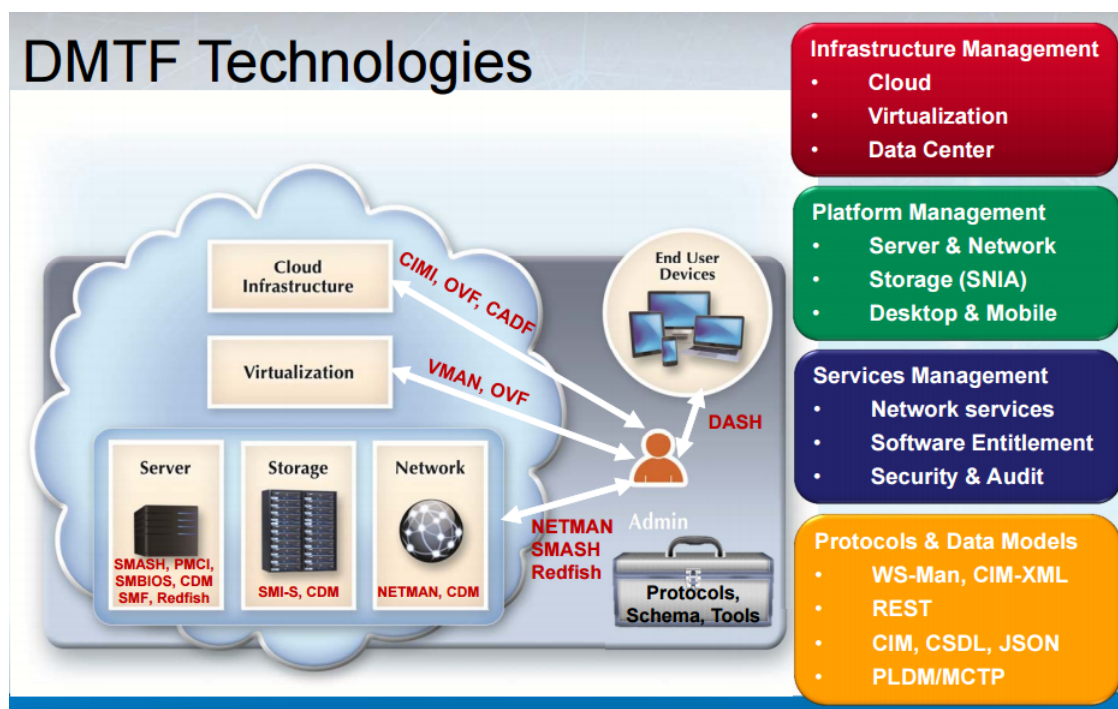 DMTF Technologies
Cloud
Infrastructure
CIMI, OVF, CADF
End User
Devices
Virtualization
VMAN, OVF
DASH
Server
SMASH, PMCI,
SMBIOS, CDM
SMF, Redfish
Storage
SMI-S, CDM
Network
NETMAN, CDM
NETMAN
SMASH
Redfish
Admin
Protocols,
Schema, Tools
Infrastructure Management
• Cloud
• Virtualization
• Data Center
Platform Management
• Server & Network
• Storage (SNIA)
• Desktop & Mobile
Services Management
• Network services
• Software Entitlement
• Security & Audit
Protocols & Data Models
• WS-Man, CIM-XML
• REST
• CIM, CSDL, JSON
• PLDM/MCTP